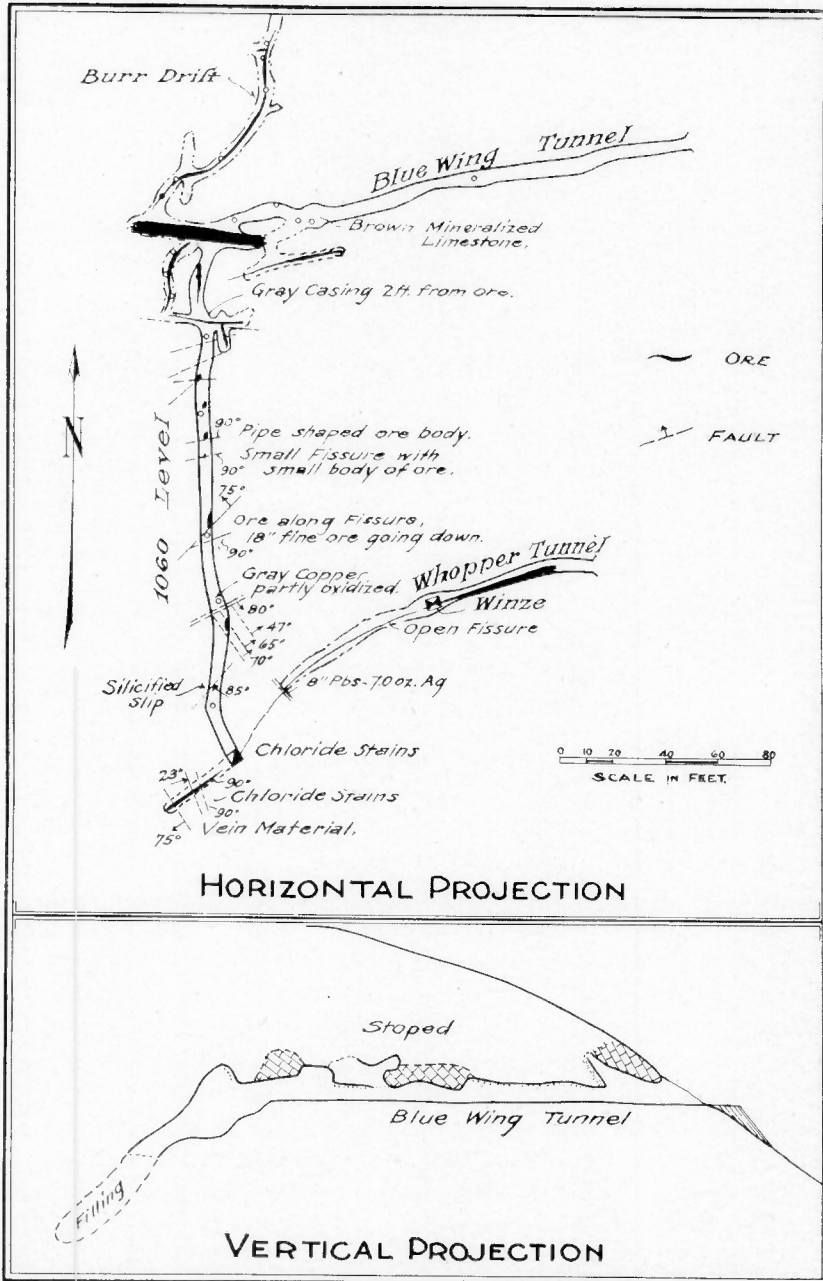 Burr Drift
Blue Wing Tunnel
Brown Mineralized
Limestone.
Gray Casing 2ft. from ore.
ORE
N
FAULT
1060 Level
90°
Pipe shaped ore body.
Small Fissure with
90° small body of ore.
75°
Ore along Fissure,
18" fine ore going down.
90°
Whopper Tunnel
Gray Copper
partly oxidized.
Winze
80°
Open Fissure
47°
65°
70°
Silicified
Slip
85°
8" Pbs-7.0 oz. Ag
Chloride Stains
0 10 20 40 60 80
SCALE IN FEET.
23°
90°
Chloride Stains
90°
Vein Material.
75°
HORIZONTAL PROJECTION
Stoped
Blue Wing Tunnel
Filling
VERTICAL PROJECTION